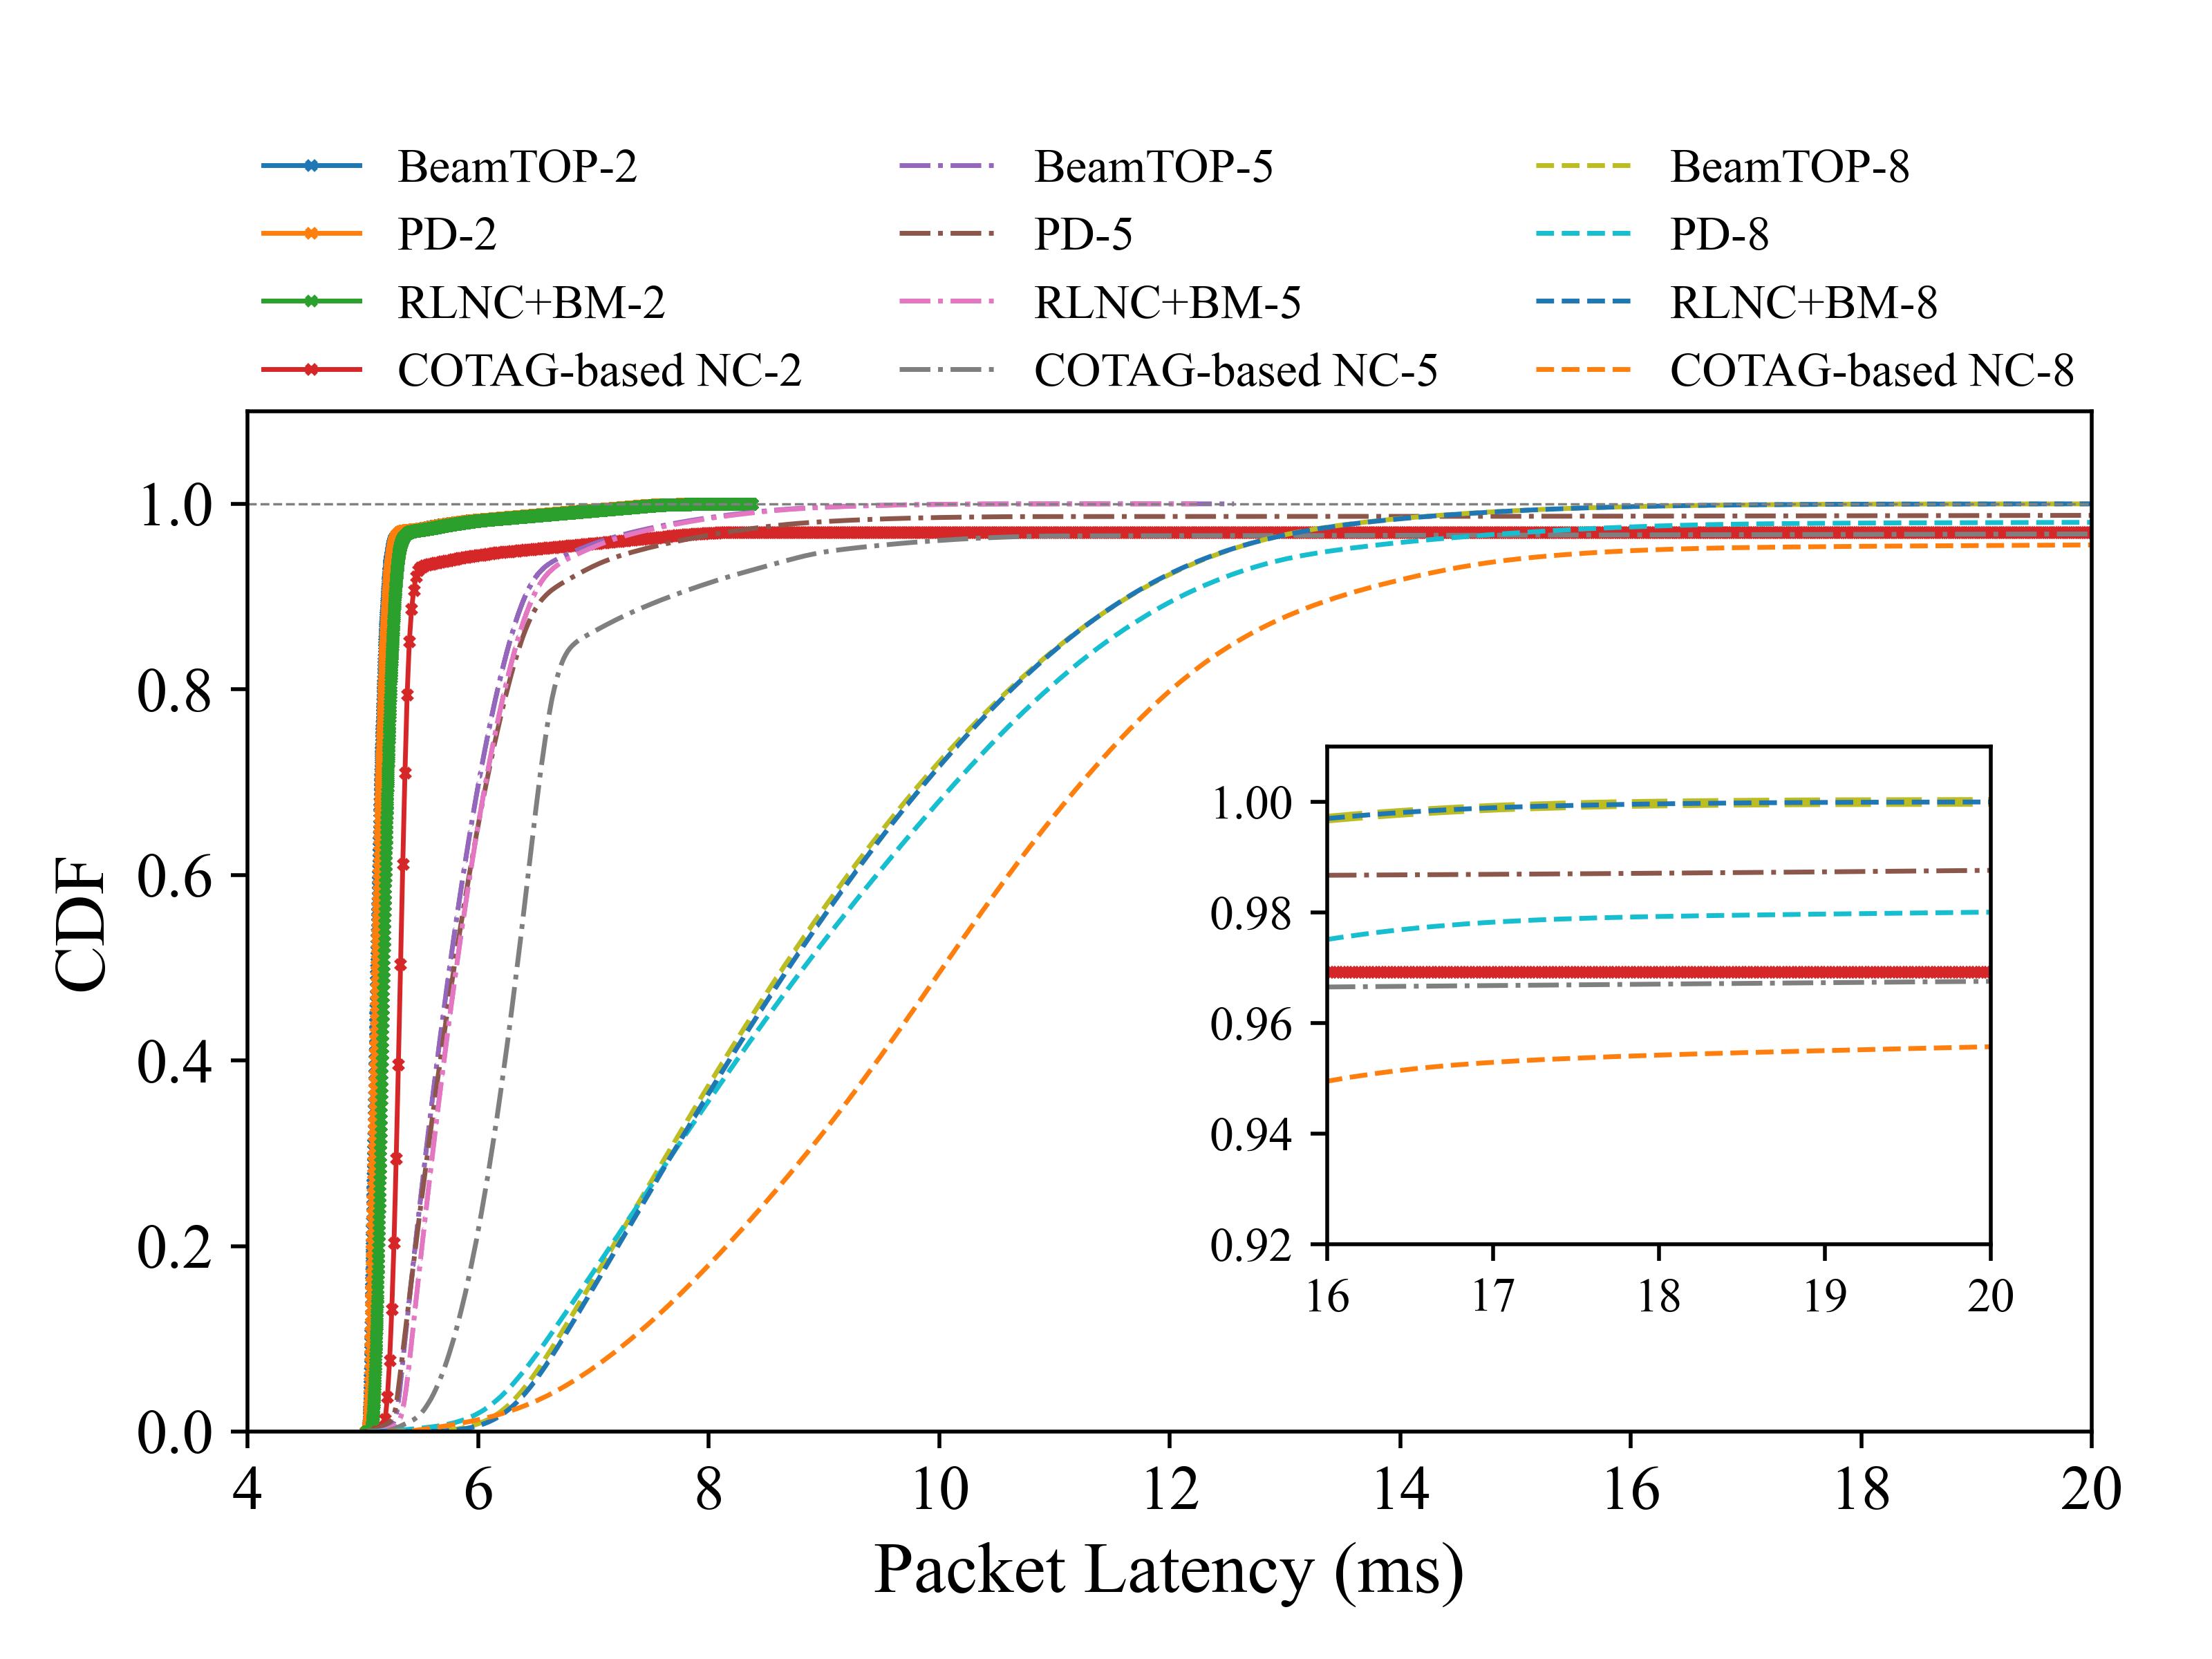 BeamTOP-2 BeamTOP-5 BeamTOP-8
PD-2 PD-5 PD-8
RLNC+BM-2 RLNC+BM-5 RLNC+BM-8
COTAG-based NC-2 COTAG-based NC-5 COTAG-based NC-8
1.0
0.8
0.6
0.4
0.2
0.0
CDF
1.00
0.98
0.96
0.94
0.92
16 17 18 19 20
4 6 8 10 12 14 16 18 20
Packet Latency (ms)